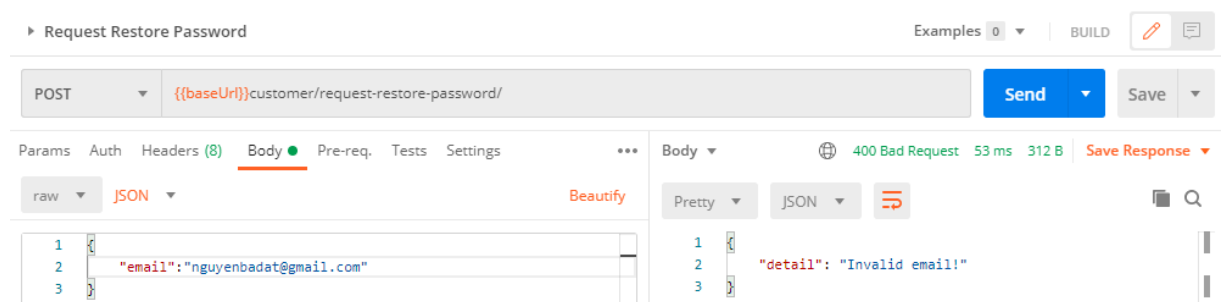 Request Restore Password Examples 0 BUILD
POST {{baseUrl}}customer/request-restore-password/ Send Save
Params Auth Headers (8) Body Pre-req. Tests Settings ••• Body 400 Bad Request 53 ms 312 B Save Response
raw JSON Beautify Pretty JSON
1 { 1 {
2 "email":"nguyenbadat@gmail.com" 2 "detail": "Invalid email!"
3 } 3 }